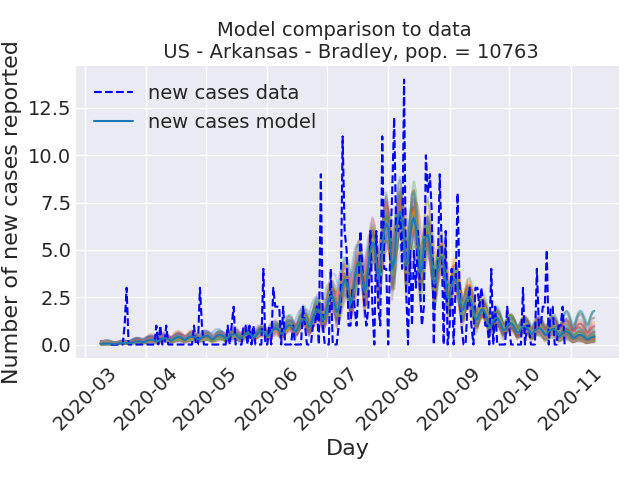 Model comparison to data
US - Arkansas - Bradley, pop. = 10763
Number of new cases reported
12.5
10.0
7.5
5.0
2.5
0.0
new cases data
new cases model
2020-03
2020-04
2020-05
2020-06
2020-07
2020-08
2020-09
2020-10
2020-11
Day